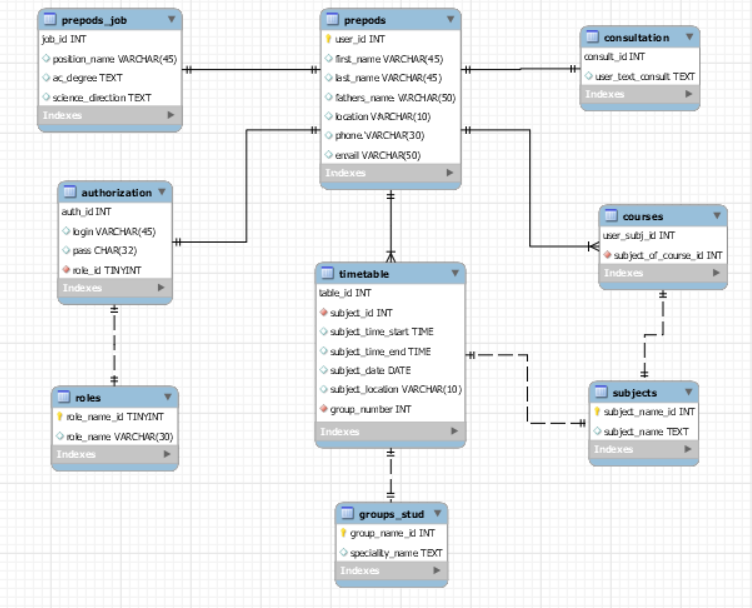 prepods_job
job_id INT
position_name VARCHAR(45)
ac_degree TEXT
science_direction TEXT
Indexes
prepods
user_id INT
first_name VARCHAR(45)
last_name VARCHAR(45)
fathers_name VARCHAR(50)
location VARCHAR(10)
phone VARCHAR(30)
email VARCHAR(50)
Indexes
consultation
consult_id INT
user_text_consult TEXT
Indexes
authorization
auth_id INT
login VARCHAR(45)
pass CHAR(32)
role_id TINYINT
Indexes
courses
user_subj_id INT
subject_of_course_id INT
Indexes
timetable
table_id INT
subject_id INT
subject_time_start TIME
subject_time_end TIME
subject_date DATE
subject_location VARCHAR(10)
group_number INT
Indexes
roles
role_name_id TINYINT
role_name VARCHAR(30)
Indexes
subjects
subject_name_id INT
subject_name TEXT
Indexes
groups_stud
group_name_id INT
speciality_name TEXT
Indexes